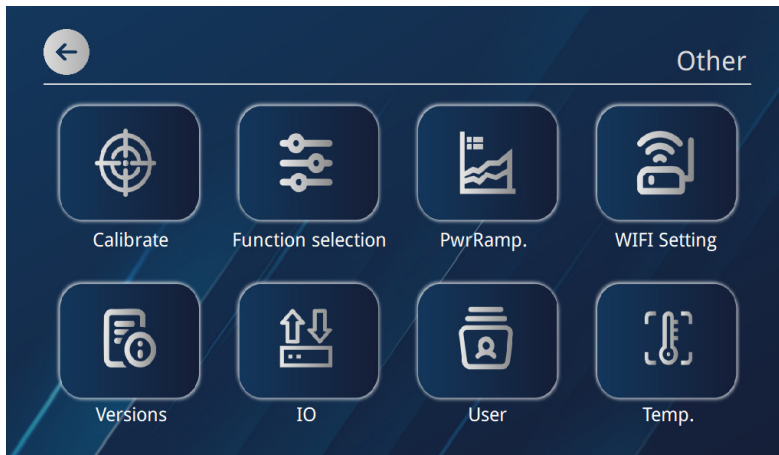 Other
Calibrate
Function selection
PwrRamp.
WIFI Setting
Versions
IO
User
Temp.